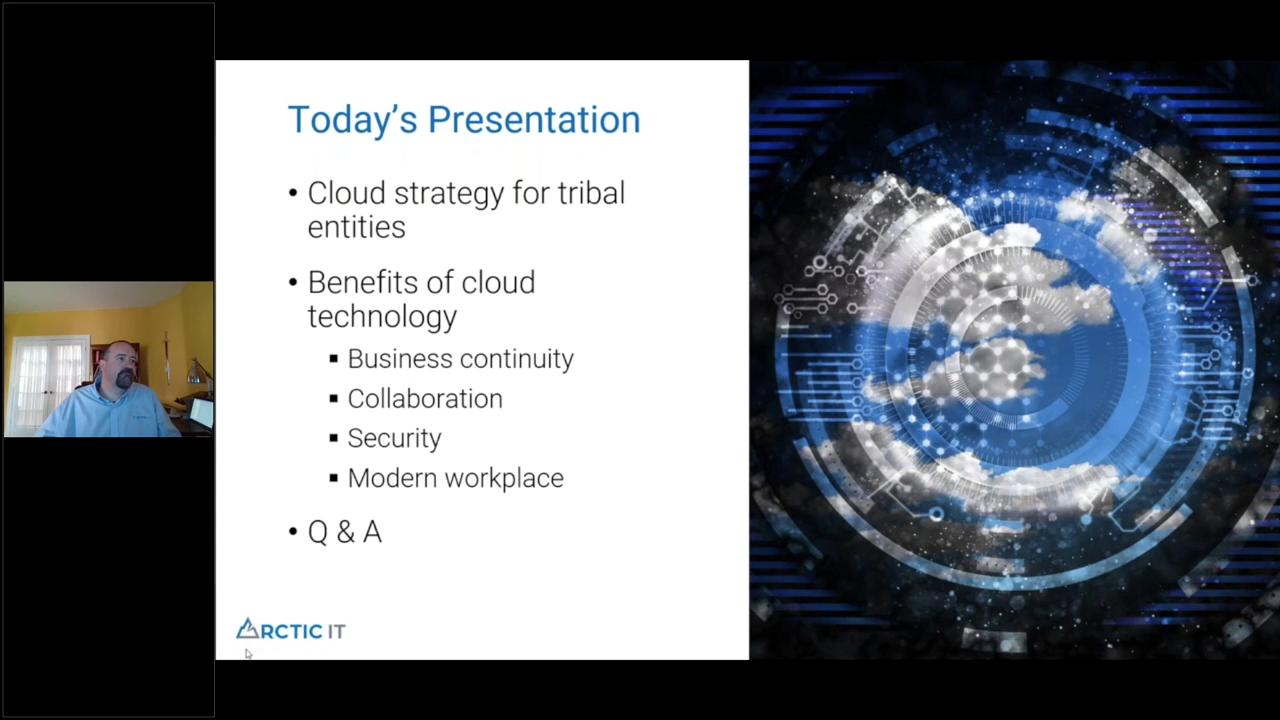 Today's Presentation
• Cloud strategy for tribal
entities
• Benefits of cloud
technology
▪ Business continuity
▪ Collaboration
▪ Security
▪ Modern workplace
• Q & A
ARCTIC IT